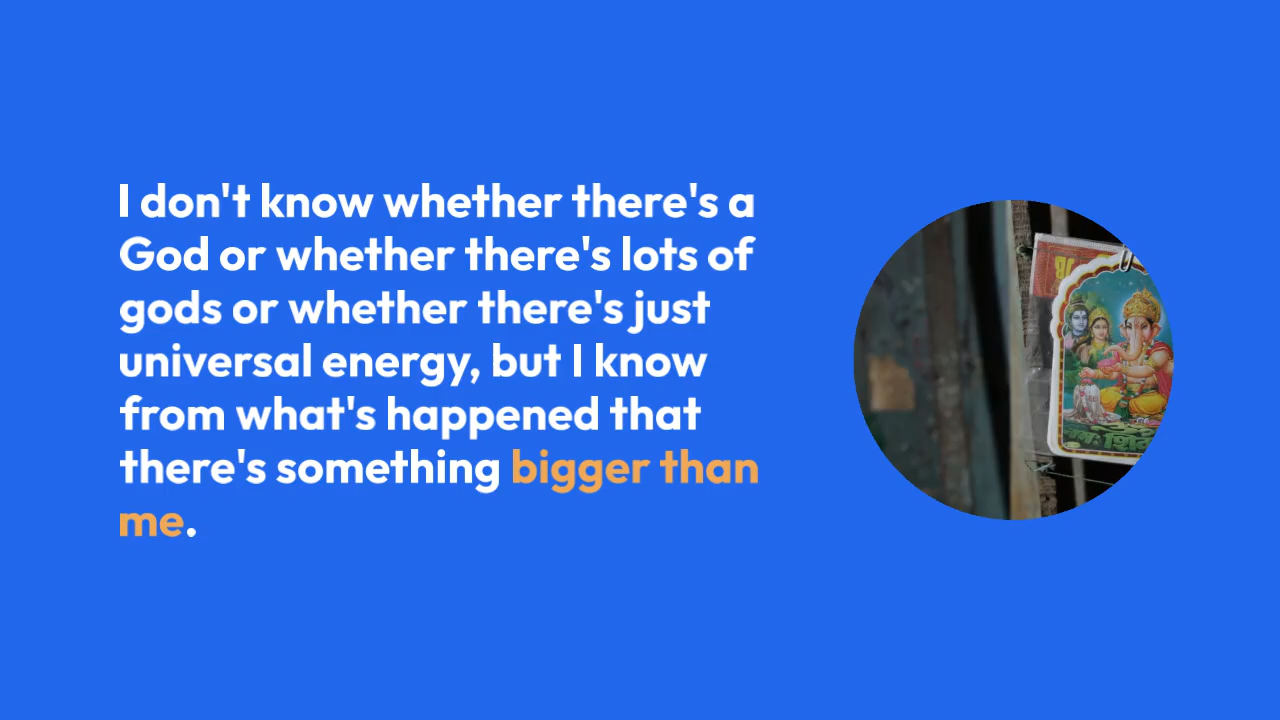 I don't know whether there's a
God or whether there's lots of
gods or whether there's just
universal energy, but I know
from what's happened that
there's something bigger than
me.